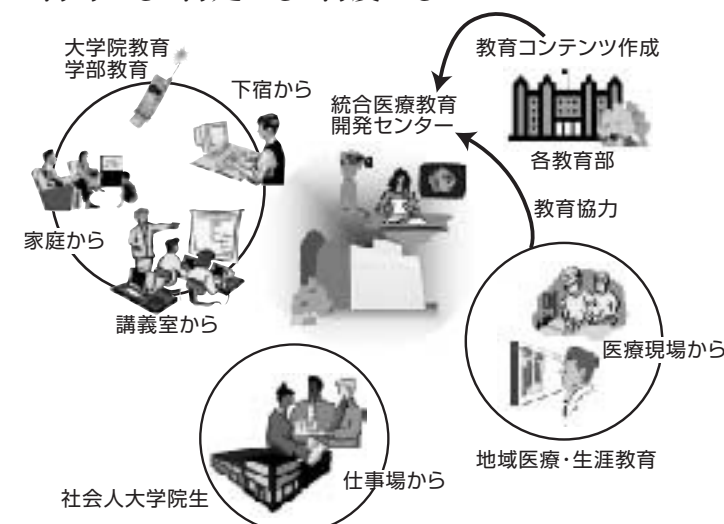 大学院教育
学部教育
下宿から
統合医療教育
開発センター
教育コンテンツ作成
各教育部
教育協力
家庭から
講義室から
医療現場から
地域医療・生涯教育
仕事場から
社会人大学院生